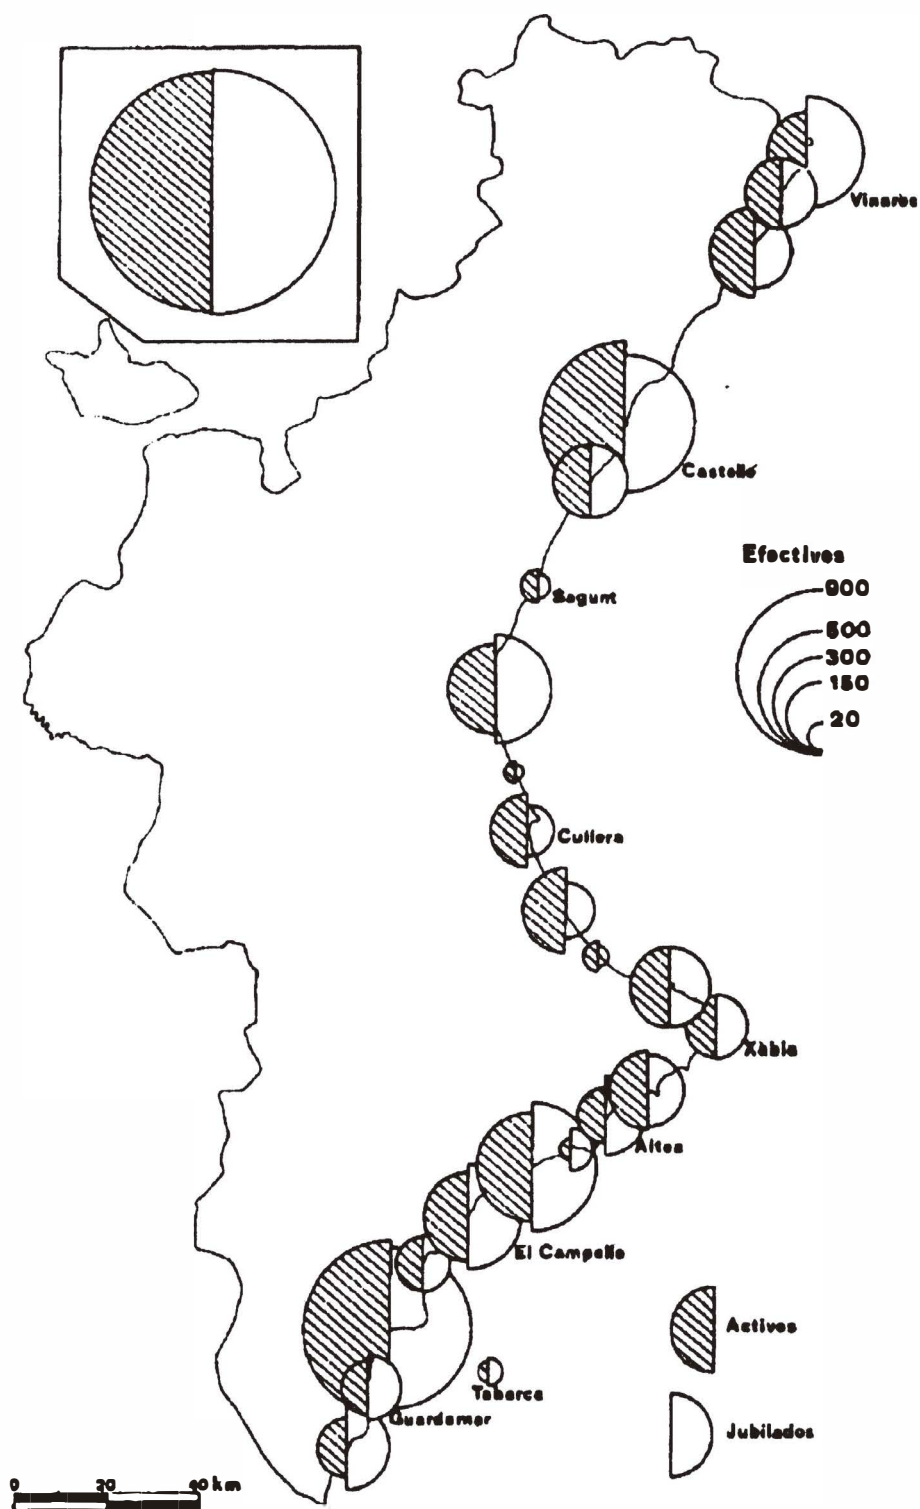 Vinaròs
Castelló
Efectivos
900
500
300
150
20
Sagunt
Cullera
Xàbia
Altea
El Campello
Activos
Tabarca
Guardamar
Jubilados
0 20 40 km